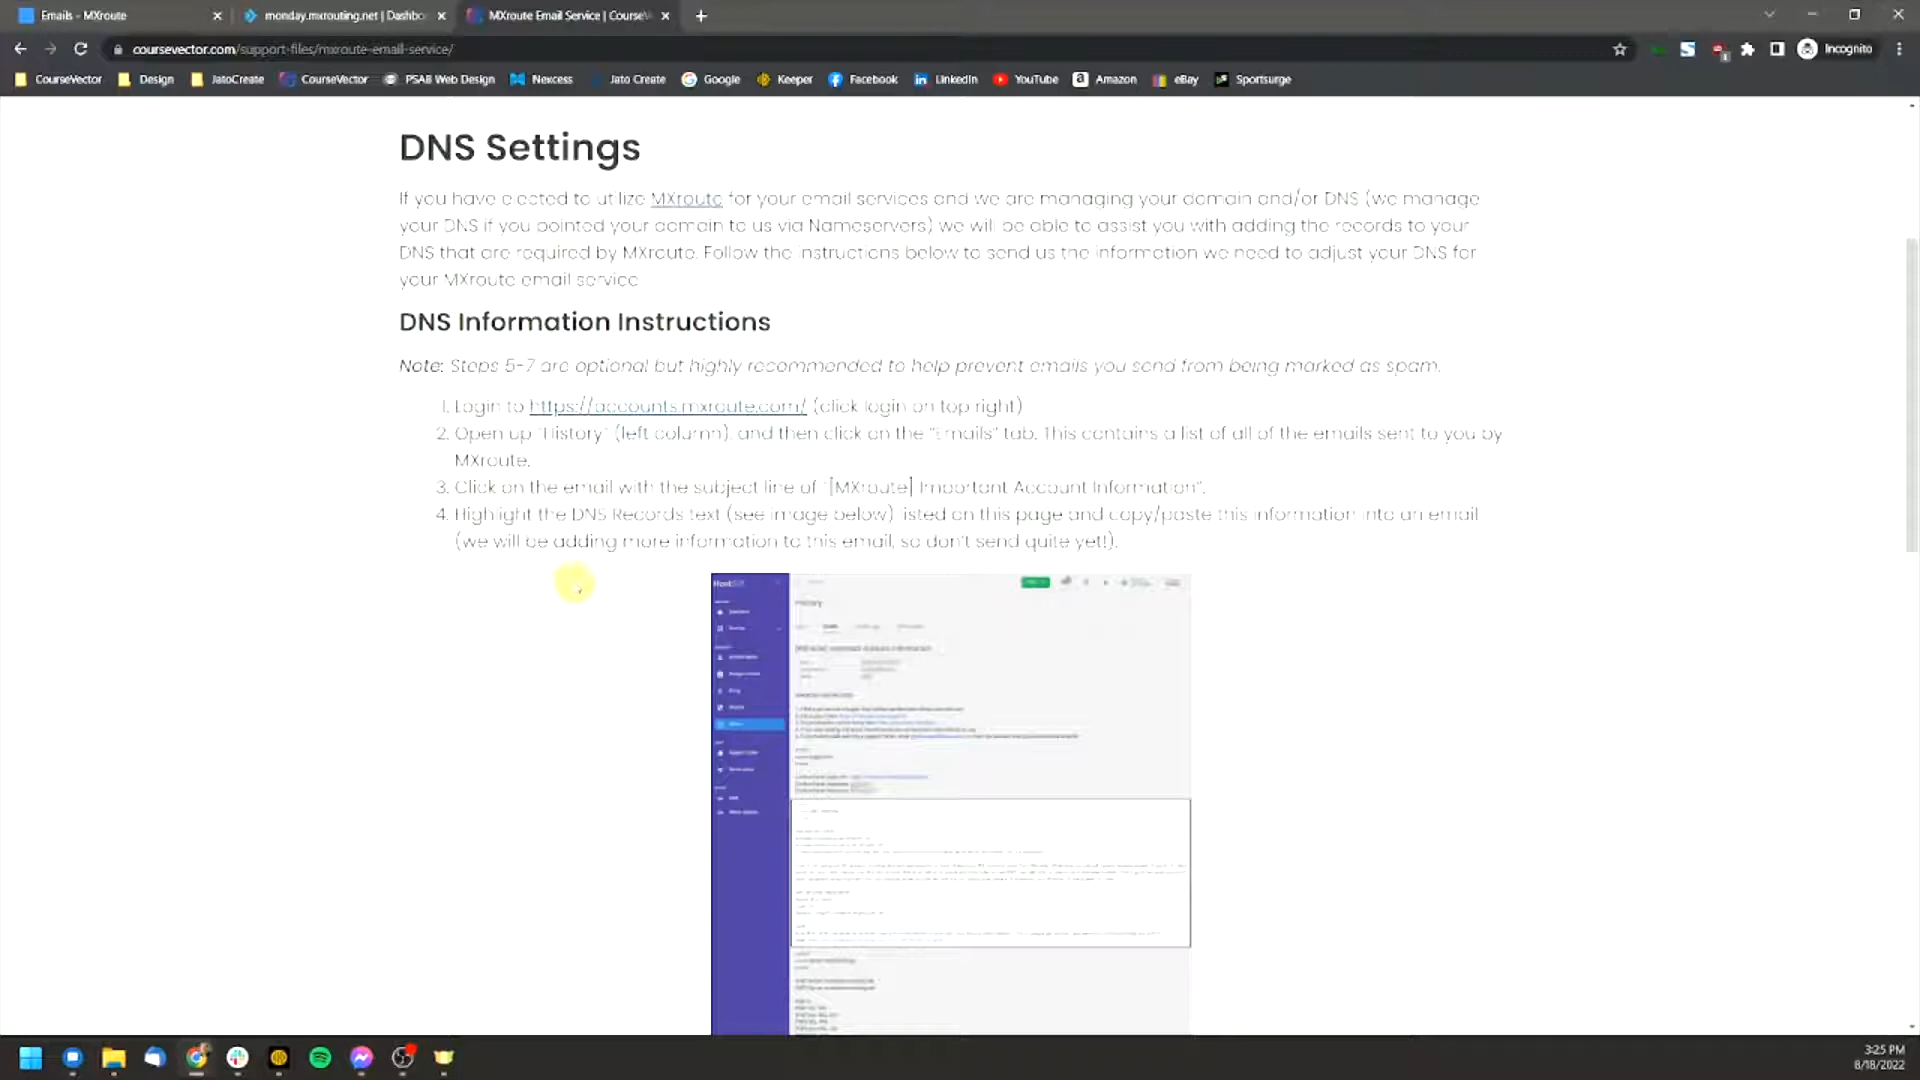 Emails - MXroute
monday.mxrouting.net | Dashbo
MXroute Email Service | CourseV
coursevector.com/support-files/mxroute-email-service/
Incognito
CourseVector
Design
JatoCreate
CourseVector
PSAB Web Design
Nexcess
Jato Create
Google
Keeper
Facebook
LinkedIn
YouTube
Amazon
eBay
Sportsurge
DNS Settings
If you have elected to utilize MXroute for your email services and we are managing your domain and/or DNS (we manage
your DNS if you pointed your domain to us via Nameservers) we will be able to assist you with adding the records to your
DNS that are required by MXroute. Follow the instructions below to send us the information we need to adjust your DNS for
your MXroute email service.
DNS Information Instructions
Note: Steps 5-7 are optional but highly recommended to help prevent emails you send from being marked as spam.
1. Login to https://accounts.mxroute.com/ (click login on top right)
2. Open up "History" (left column), and then click on the "Emails" tab. This contains a list of all of the emails sent to you by
MXroute.
3. Click on the email with the subject line of "[MXroute] Important Account Information".
4. Highlight the DNS Records text (see image below) listed on this page and copy/paste this information into an email
(we will be adding more information to this email, so don't send quite yet!).
History
3:25 PM
8/18/2022